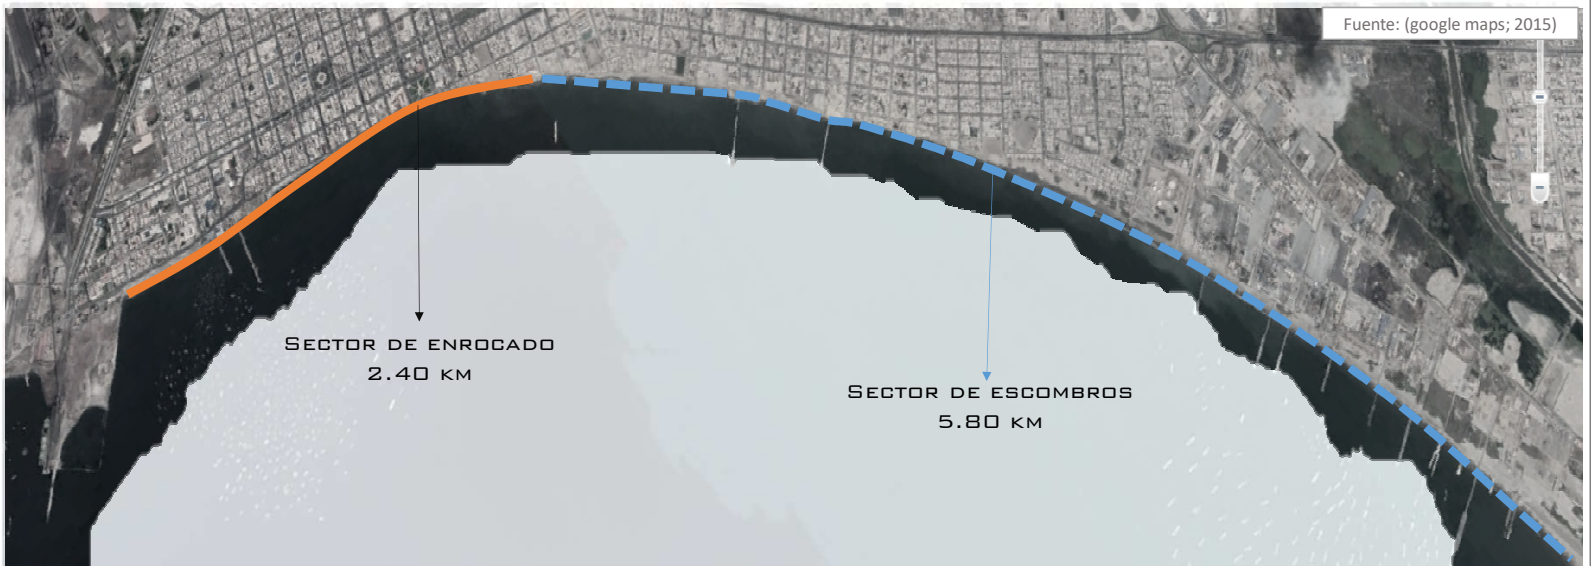 Fuente: (google maps; 2015)
Sector de enrocado
2.40 km
Sector de escombros
5.80 km